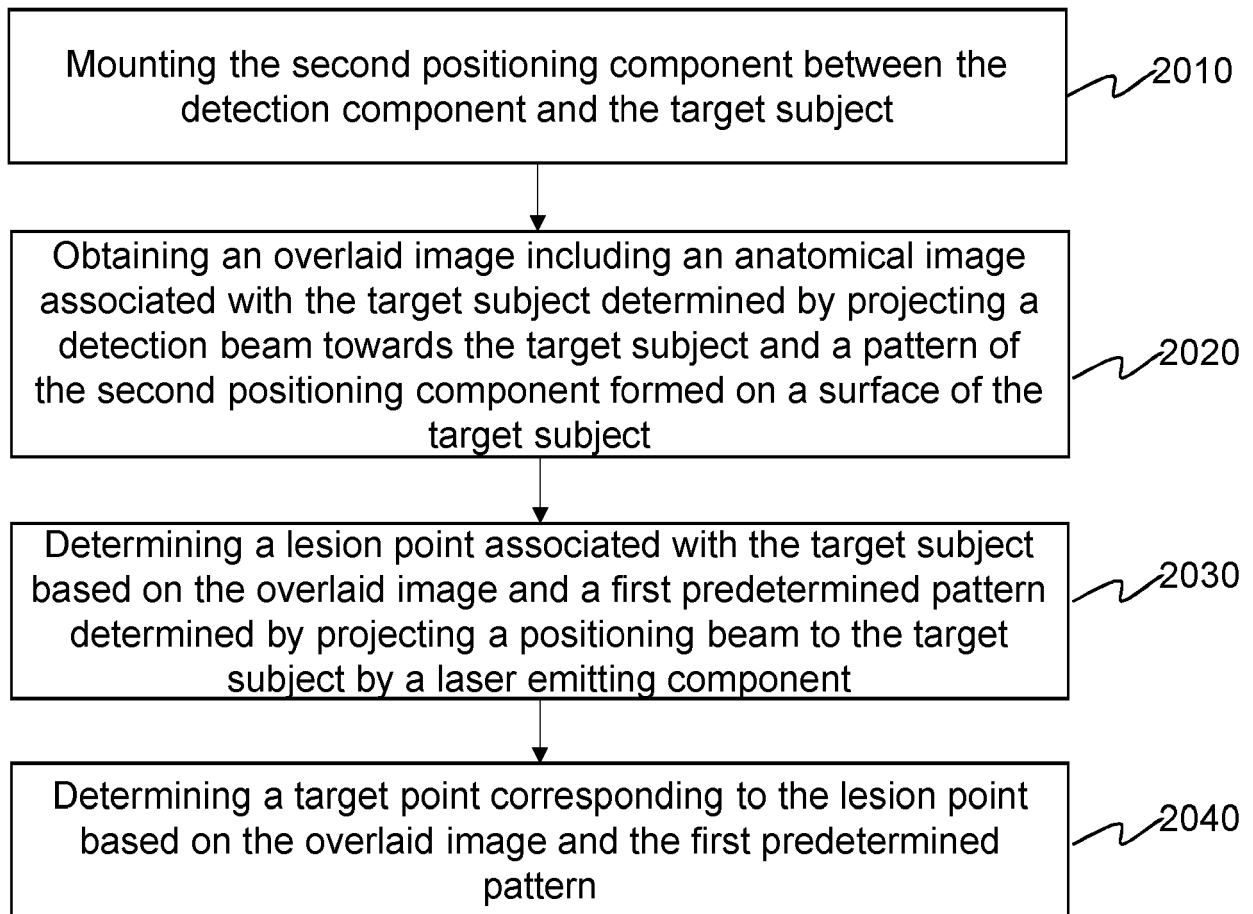 Mounting the second positioning component between the
detection component and the target subject
2010
Obtaining an overlaid image including an anatomical image
associated with the target subject determined by projecting a
detection beam towards the target subject and a pattern of
the second positioning component formed on a surface of the
target subject
2020
Determining a lesion point associated with the target subject
based on the overlaid image and a first predetermined pattern
determined by projecting a positioning beam to the target
subject by a laser emitting component
2030
Determining a target point corresponding to the lesion point
based on the overlaid image and the first predetermined
pattern
2040